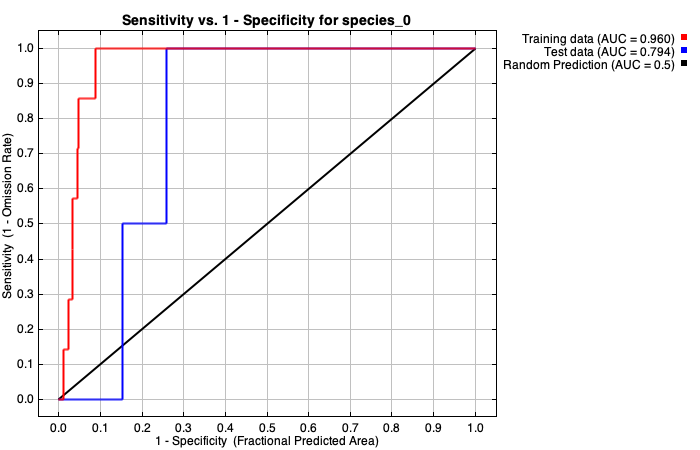 Sensitivity vs. 1 - Specificity for species_0
Training data (AUC = 0.960)
Test data (AUC = 0.794)
Random Prediction (AUC = 0.5)
Sensitivity (1 - Omission Rate)
1.0
0.9
0.8
0.7
0.6
0.5
0.4
0.3
0.2
0.1
0.0
0.0 0.1 0.2 0.3 0.4 0.5 0.6 0.7 0.8 0.9 1.0
1 - Specificity (Fractional Predicted Area)